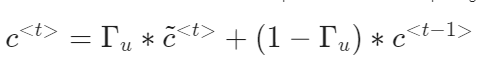 c^{<t>} = Γ_u * c̃^{<t>} + (1 − Γ_u) * c^{<t−1>}